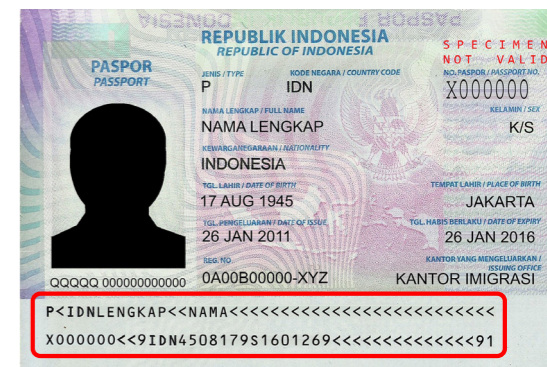 REPUBLIK INDONESIA
REPUBLIC OF INDONESIA
SPECIMEN
NOT VALID
PASPOR
PASSPORT
JENIS / TYPE
KODE NEGARA / COUNTRY CODE
NO. PASPOR / PASSPORT NO.
P
IDN
X000000
NAMA LENGKAP / FULL NAME
KELAMIN / SEX
NAMA LENGKAP
K/S
KEWARGANEGARAAN / NATIONALITY
INDONESIA
TGL. LAHIR / DATE OF BIRTH
TEMPAT LAHIR / PLACE OF BIRTH
17 AUG 1945
JAKARTA
TGL. PENGELUARAN / DATE OF ISSUE
TGL. HABIS BERLAKU / DATE OF EXPIRY
26 JAN 2011
26 JAN 2016
REG. NO.
KANTOR YANG MENGELUARKAN /
ISSUING OFFICE
0A00B00000-XYZ
KANTOR IMIGRASI
QQQQQ 000000000000
P<IDNLENGKAP<<NAMA<<<<<<<<<<<<<<<<<<<<<<<<<<
X000000<<9IDN4508179S1601269<<<<<<<<<<<<<<91